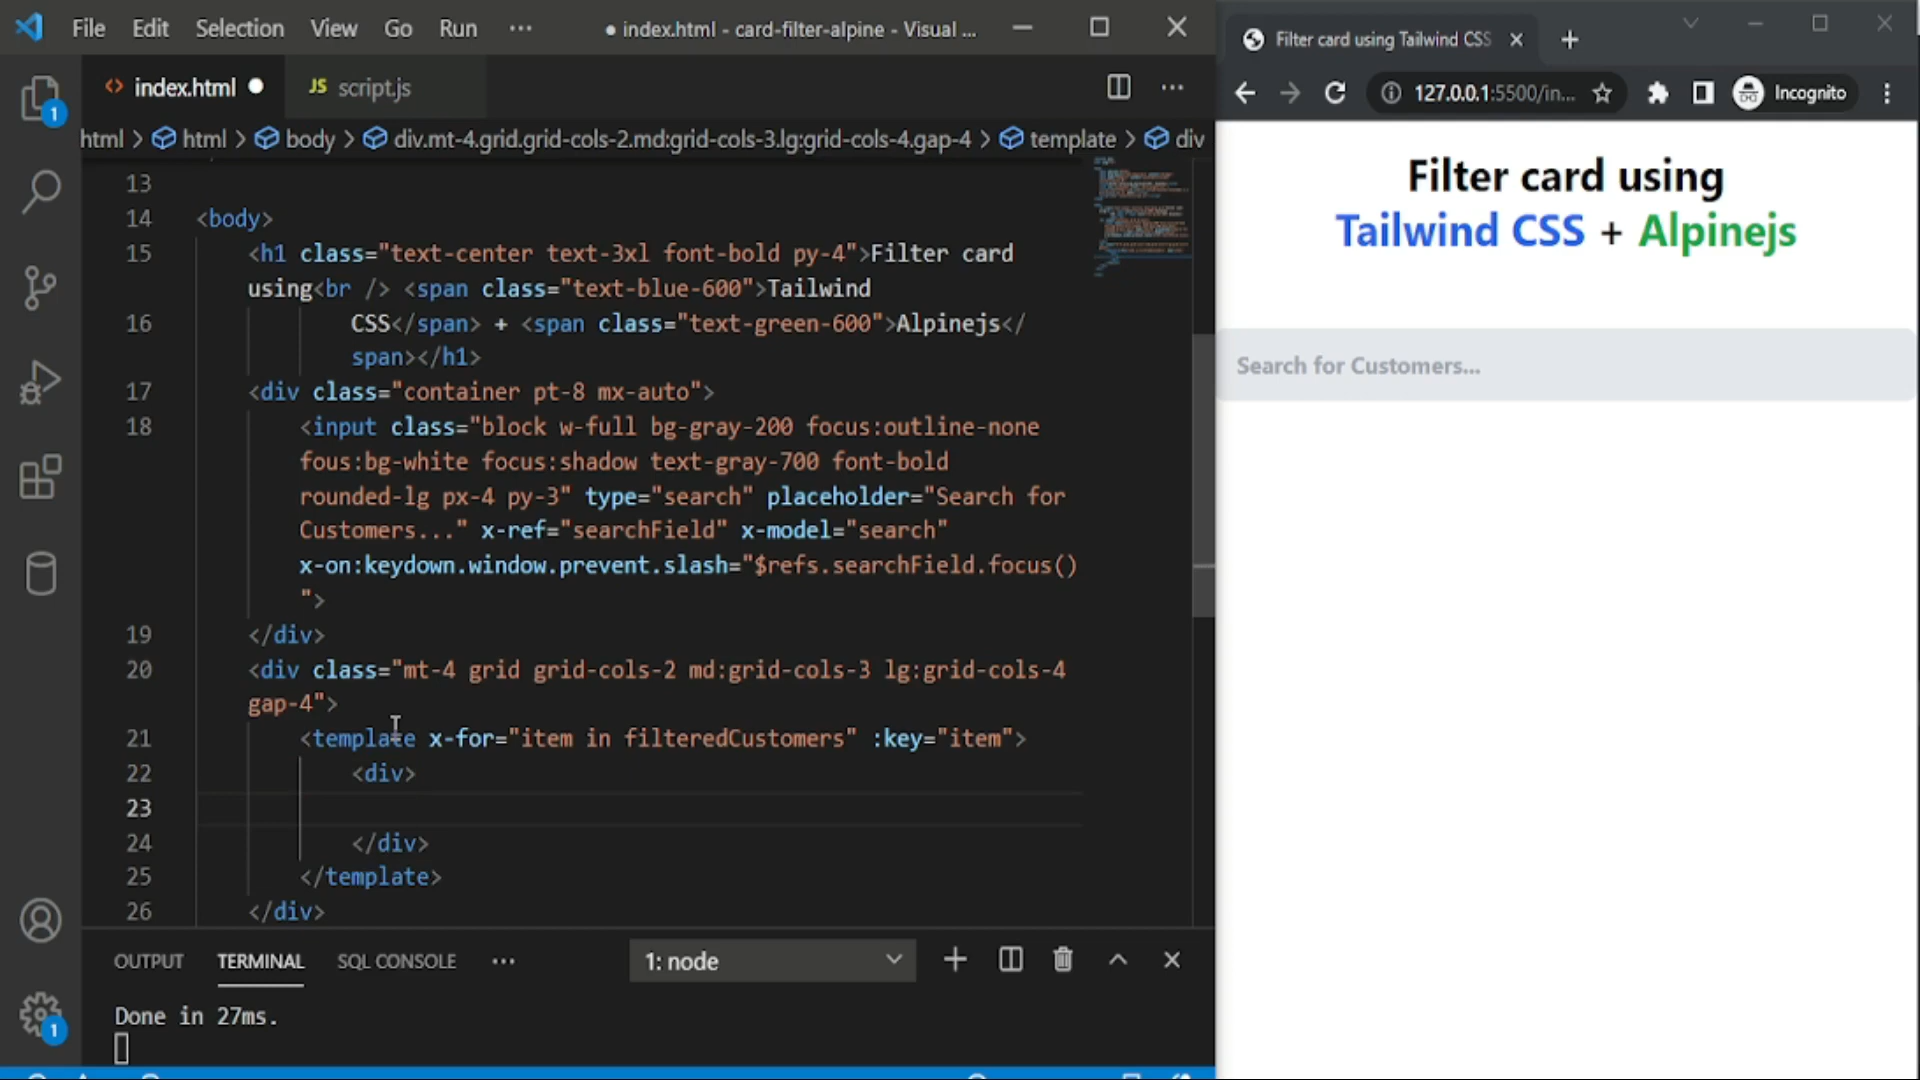 File Edit Selection View Go Run ··· ● index.html - card-filter-alpine - Visual ...
index.html ● JS script.js ···
html > html > body > div.mt-4.grid.grid-cols-2.md:grid-cols-3.lg:grid-cols-4.gap-4 > template > div
13
14 <body>
15 <h1 class="text-center text-3xl font-bold py-4">Filter card
using<br /> <span class="text-blue-600">Tailwind
16 CSS</span> + <span class="text-green-600">Alpinejs</
span></h1>
17 <div class="container pt-8 mx-auto">
18 <input class="block w-full bg-gray-200 focus:outline-none
fous:bg-white focus:shadow text-gray-700 font-bold
rounded-lg px-4 py-3" type="search" placeholder="Search for
Customers..." x-ref="searchField" x-model="search"
x-on:keydown.window.prevent.slash="$refs.searchField.focus()
">
19 </div>
20 <div class="mt-4 grid grid-cols-2 md:grid-cols-3 lg:grid-cols-4
gap-4">
21 <template x-for="item in filteredCustomers" :key="item">
22 <div>
23
24 </div>
25 </template>
26 </div>
OUTPUT TERMINAL SQL CONSOLE ··· 1: node
Done in 27ms.
1
1
Filter card using Tailwind CSS
127.0.0.1:5500/in... Incognito
Filter card using
Tailwind CSS + Alpinejs
Search for Customers...